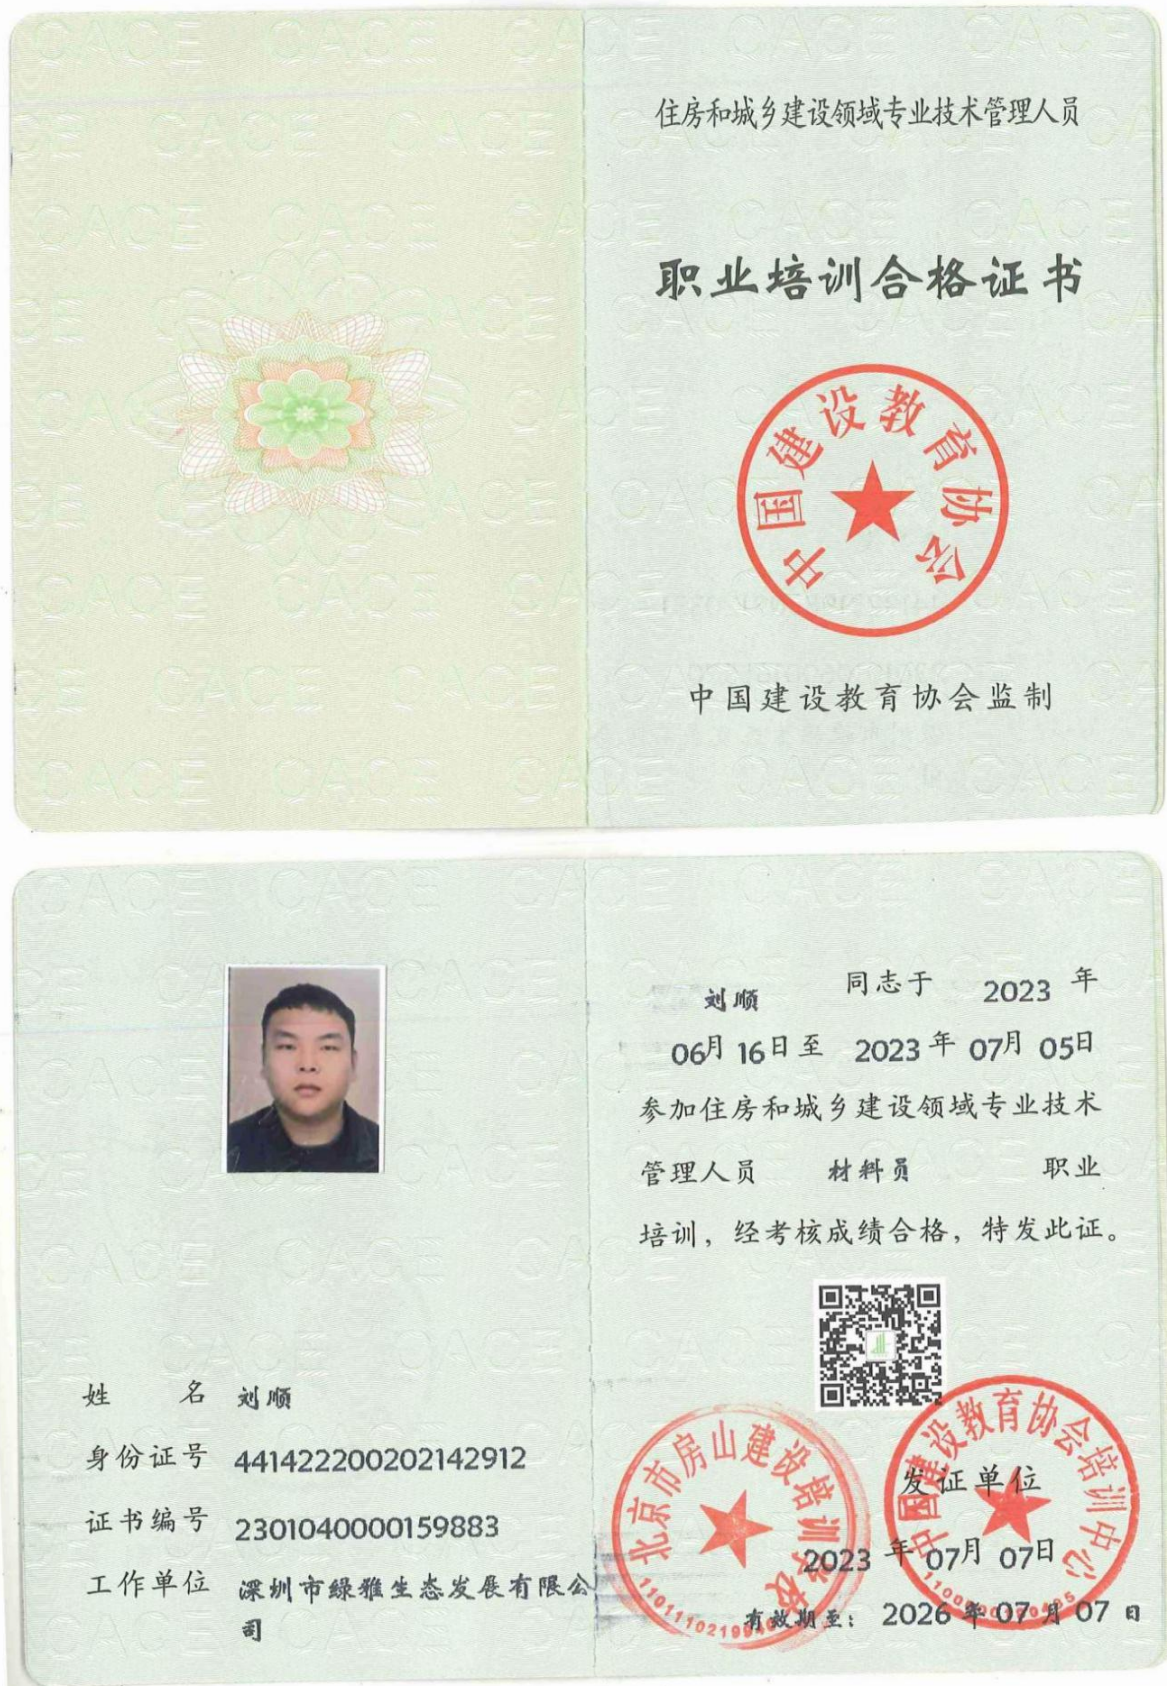 住房和城乡建设领域专业技术管理人员
职业培训合格证书
中国建设教育协会
中国建设教育协会监制
刘顺 同志于 2023 年
06月 16日至 2023 年 07月 05日
参加住房和城乡建设领域专业技术
管理人员 材料员 职业
培训，经考核成绩合格，特发此证。
姓 名 刘顺
身份证号 441422200202142912
证书编号 2301040000159883
工作单位 深圳市绿雅生态发展有限公
司
北京市房山建设培训学校
中国建设教育协会培训中心
发证单位
2023 年 07月 07日
有效期至： 2026 年 07 月 07 日
CACE